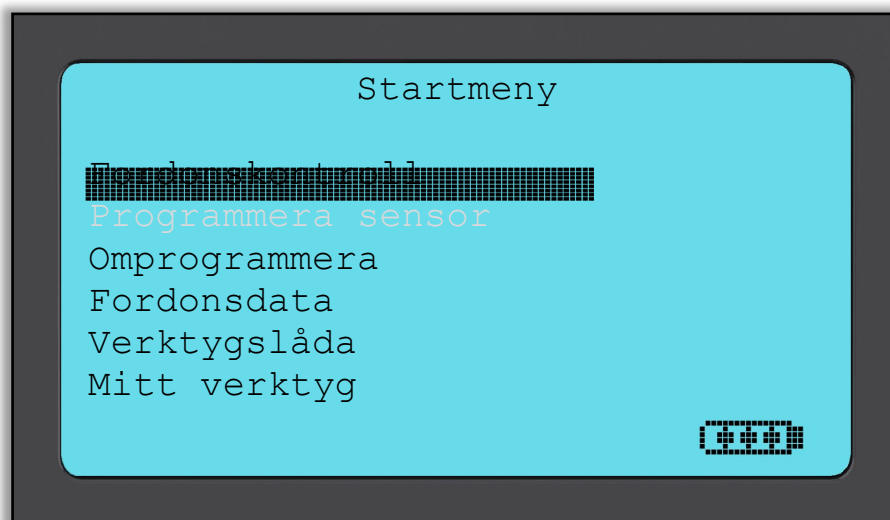 Startmeny
Fordonskontroll
Programmera sensor
Omprogrammera
Fordonsdata
Verktygslåda
Mitt verktyg